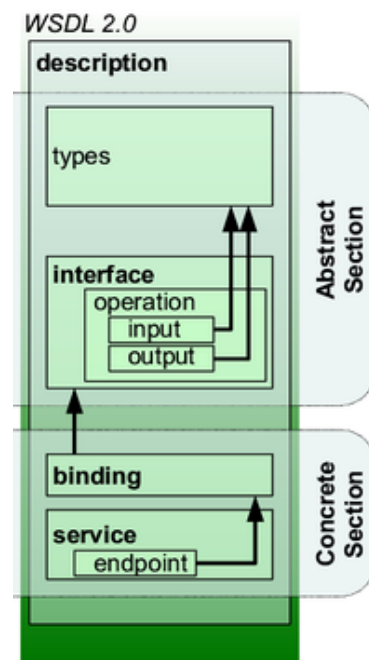 WSDL 2.0
description
types
interface
operation
input
output
binding
service
endpoint
Abstract
Section
Concrete
Section